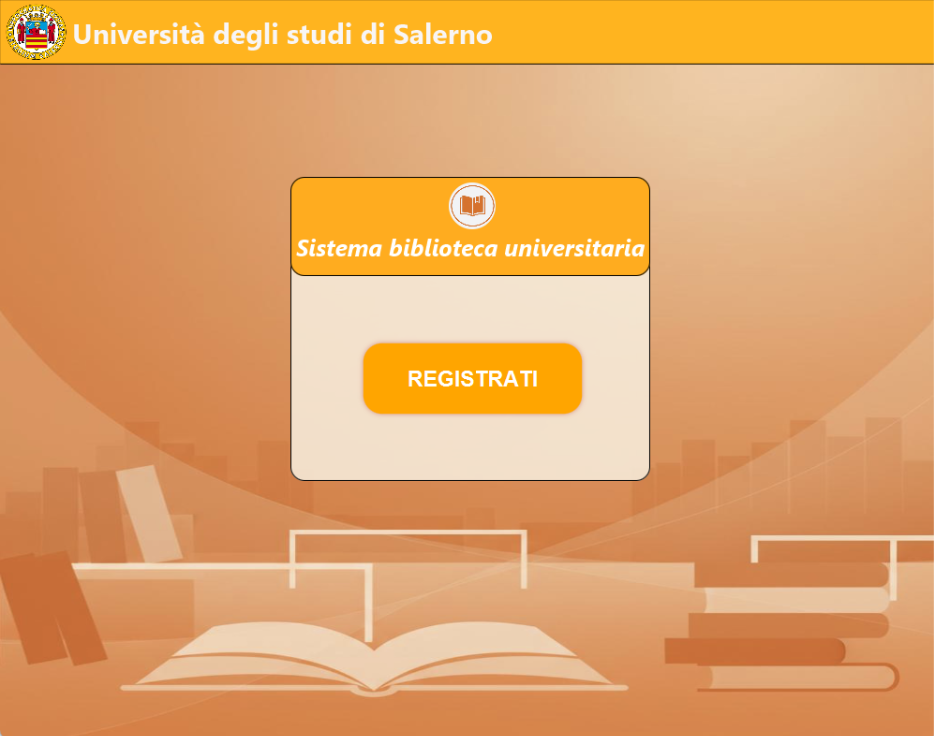 Università degli studi di Salerno
Sistema biblioteca universitaria
REGISTRATI